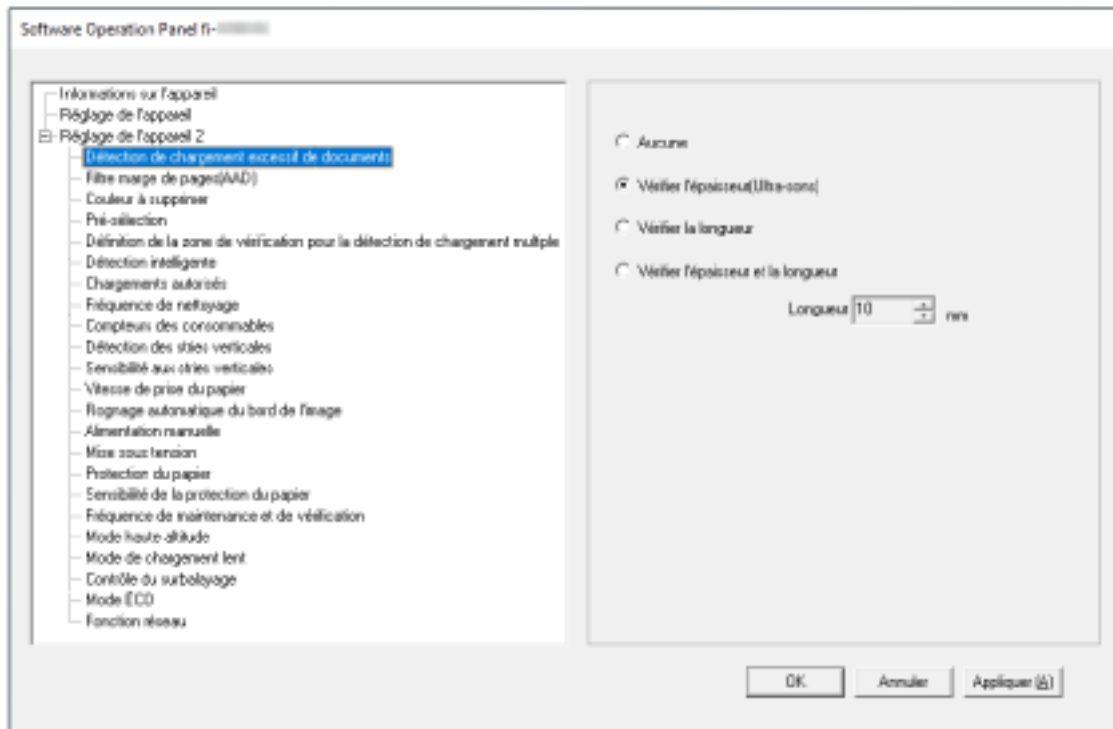 Software Operation Panel fi-
Informations sur l'appareil
Réglage de l'appareil
Réglage de l'appareil 2
Détection de chargement excessif de documents
Filtre marge de pages(AAD)
Couleur à supprimer
Pré-sélection
Définition de la zone de vérification pour la détection de chargement multiple
Détection intelligente
Chargements autorisés
Fréquence de nettoyage
Compteurs des consommables
Détection des stries verticales
Sensibilité aux stries verticales
Vitesse de prise du papier
Rognage automatique du bord de l'image
Alimentation manuelle
Mise sous tension
Protection du papier
Sensibilité de la protection du papier
Fréquence de maintenance et de vérification
Mode haute altitude
Mode de chargement lent
Contrôle du surbalayage
Mode ÉCO
Fonction réseau
Aucune
Vérifier l'épaisseur(Ultra-sons)
Vérifier la longueur
Vérifier l'épaisseur et la longueur
Longueur 10 mm
OK Annuler Appliquer (A)